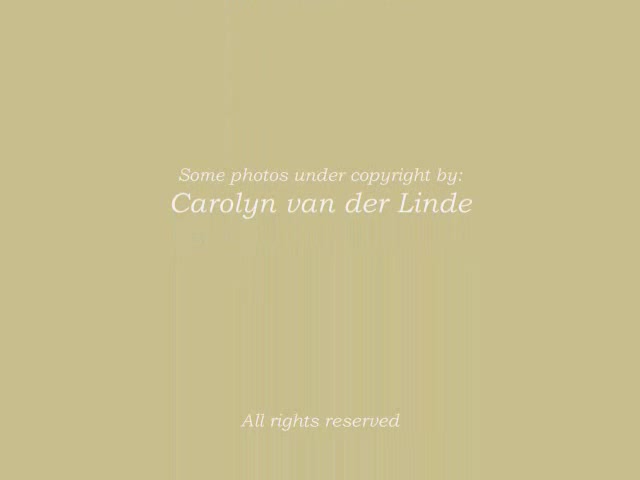 Some photos under copyright by:
Carolyn van der Linde
All rights reserved